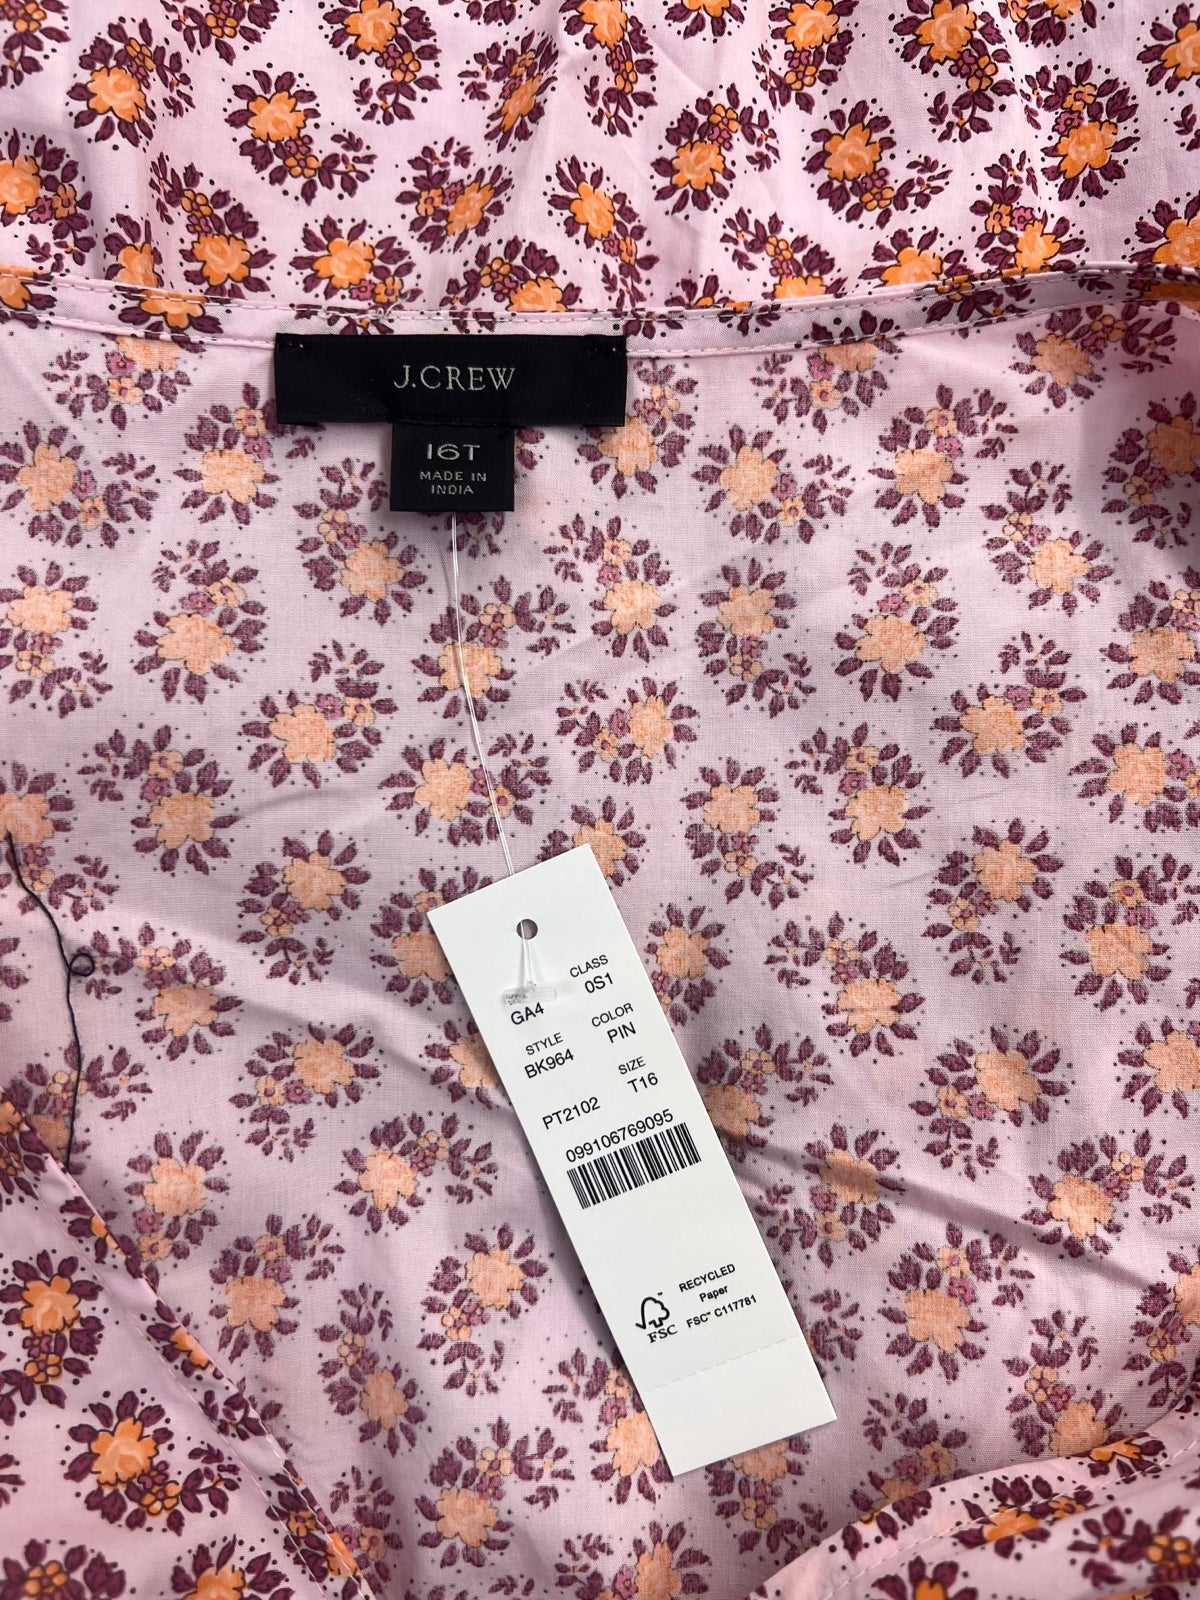 J.CREW
16T
MADE IN
INDIA
CLASS
GA4 0S1
STYLE COLOR
BK964 PIN
SIZE
PT2102 T16
099106769095
RECYCLED
Paper
FSC™ C117781
FSC™